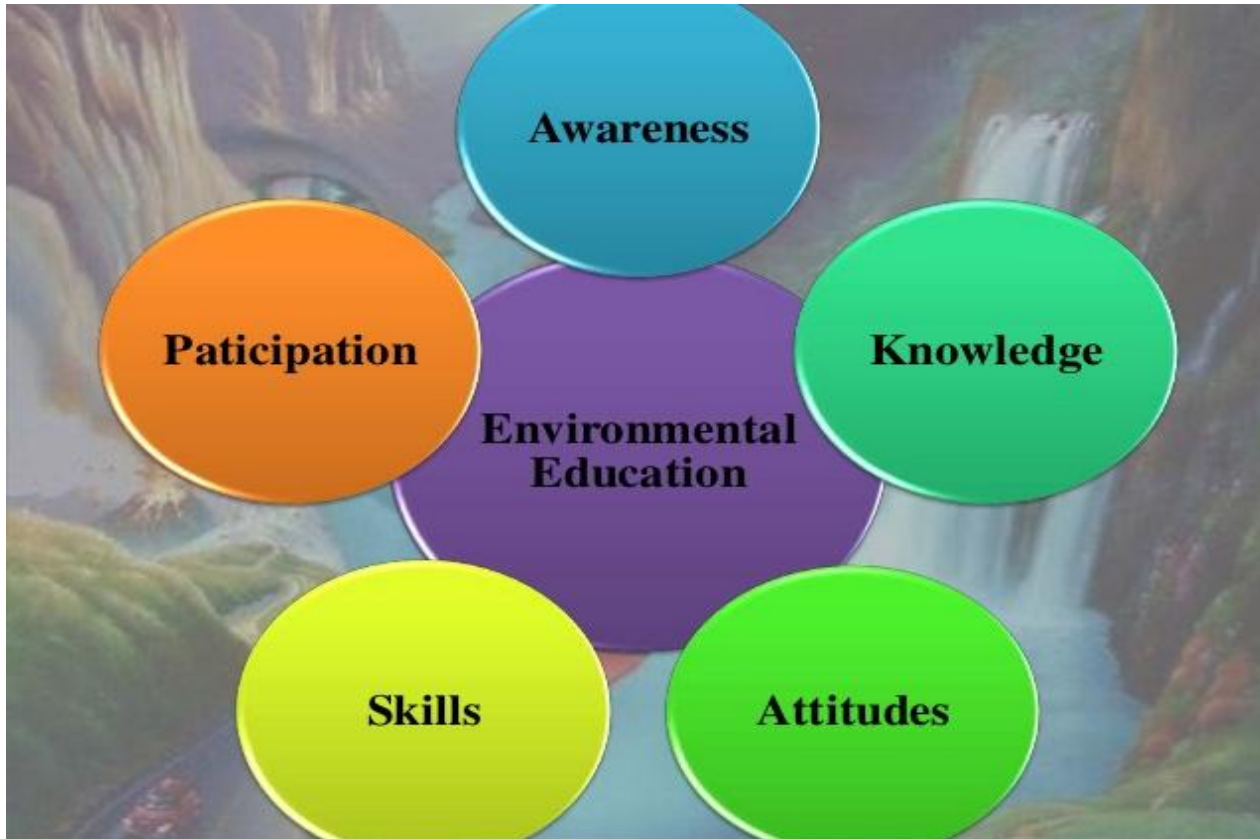 Awareness
Paticipation
Knowledge
Environmental
Education
Skills
Attitudes